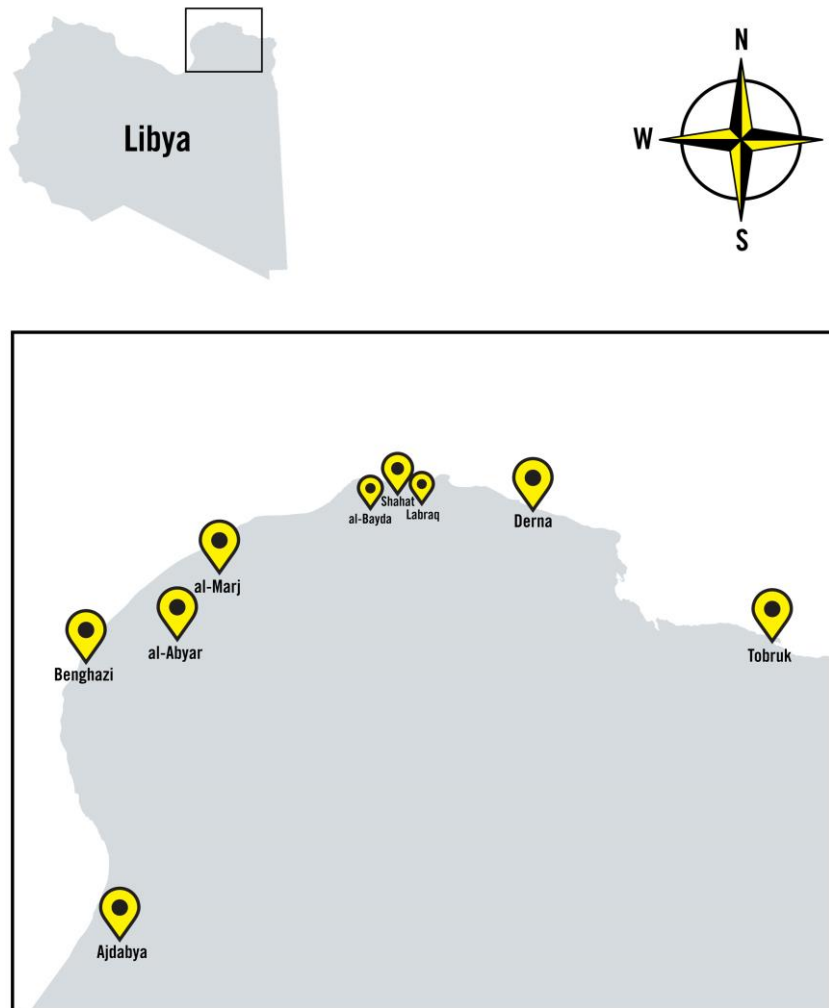 Libya
N
W
S
Shahat
al-Bayda
Labraq
Derna
al-Marj
al-Abyar
Benghazi
Tobruk
Ajdabya